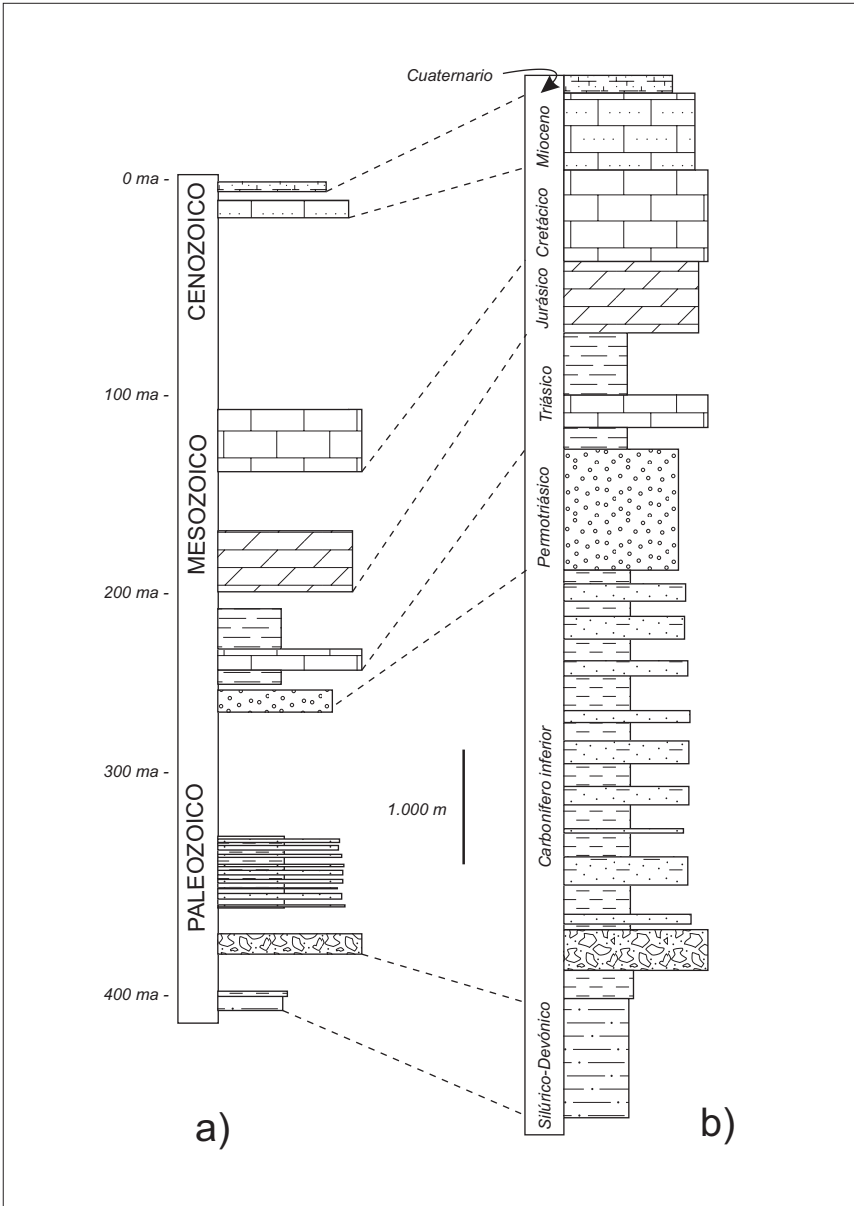 Cuaternario
0 ma -
100 ma -
200 ma -
300 ma -
400 ma -
CENOZOICO
MESOZOICO
PALEOZOICO
1.000 m
Mioceno
Cretácico
Jurásico
Triásico
Permotriásico
Carbonífero inferior
Silúrico-Devónico
a)
b)